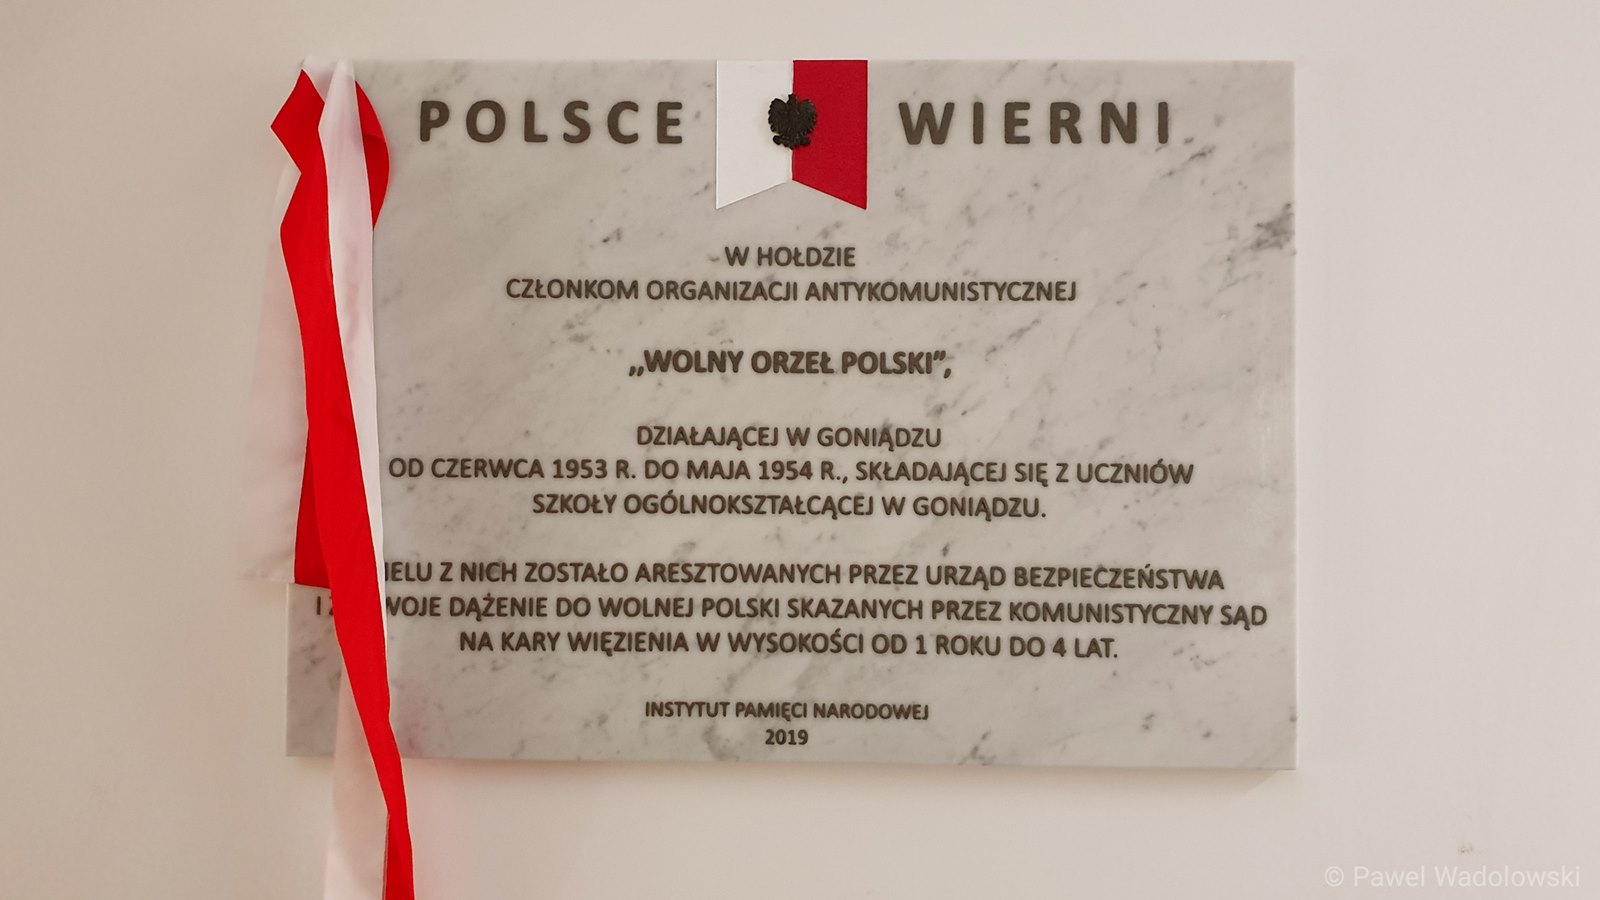 POLSCE WIERNI
W HOŁDZIE
CZŁONKOM ORGANIZACJI ANTYKOMUNISTYCZNEJ
,,WOLNY ORZEŁ POLSKI”,
DZIAŁAJĄCEJ W GONIĄDZU
OD CZERWCA 1953 R. DO MAJA 1954 R., SKŁADAJĄCEJ SIĘ Z UCZNIÓW
SZKOŁY OGÓLNOKSZTAŁCĄCEJ W GONIĄDZU.
Z NICH ZOSTAŁO ARESZTOWANYCH PRZEZ URZĄD BEZPIECZEŃSTWA
I DĄŻENIE DO WOLNEJ POLSKI SKAZANYCH PRZEZ KOMUNISTYCZNY SĄD
NA KARY WIĘZIENIA W WYSOKOŚCI OD 1 ROKU DO 4 LAT.
INSTYTUT PAMIĘCI NARODOWEJ
2019
© Pawel Wadolowski